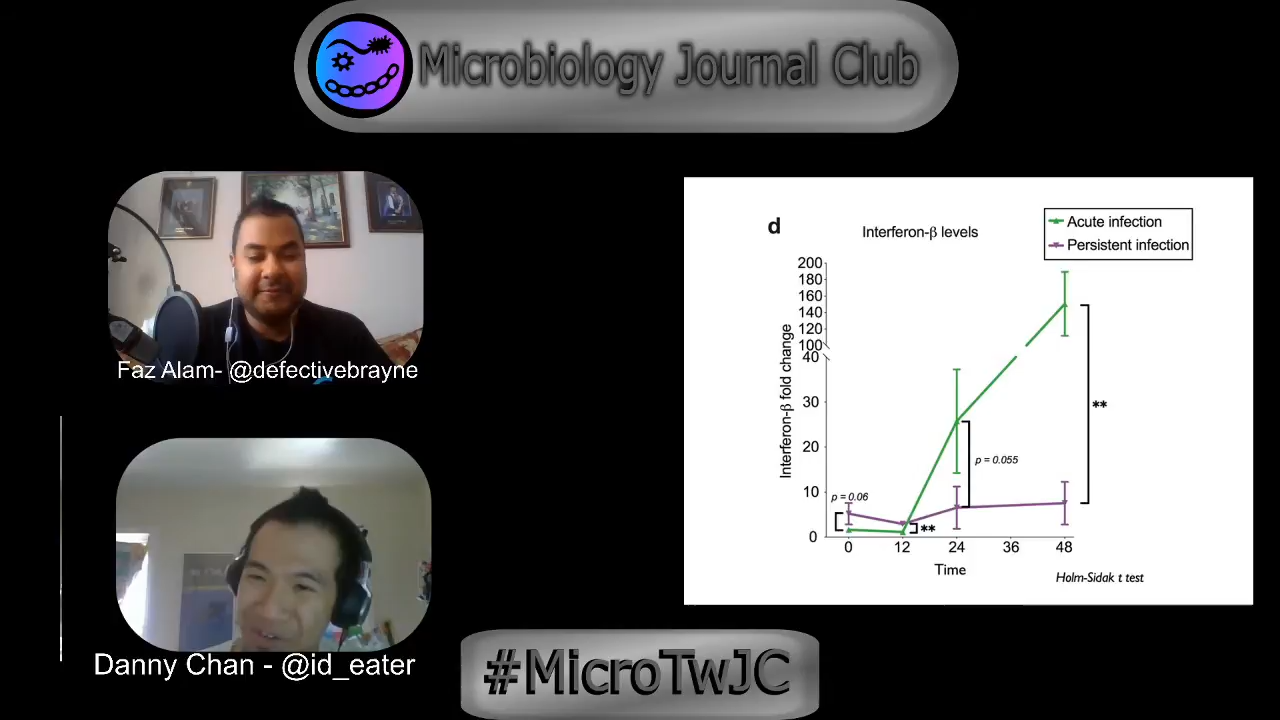 Microbiology Journal Club
Faz Alam- @defectivebrayne
Danny Chan - @id_eater
d
Interferon-β levels
Acute infection
Persistent infection
Interferon-β fold change
200
180
160
140
120
100
40
30
20
10
0
p = 0.06
**
p = 0.055
**
0 12 24 36 48
Time
Holm-Sidak t test
#MicroTwJC